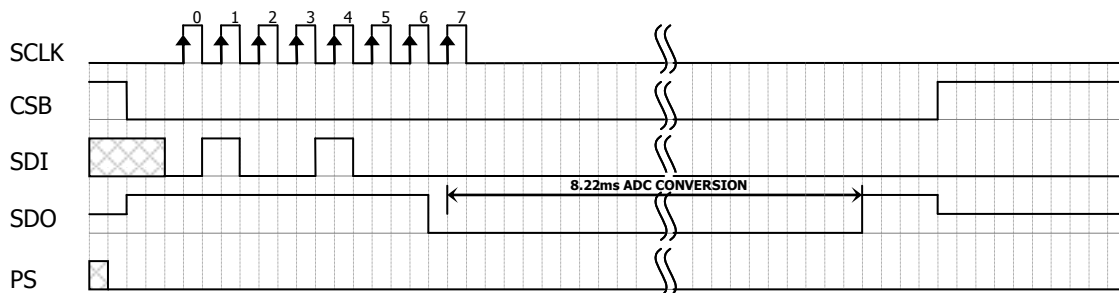 0 1 2 3 4 5 6 7
SCLK
CSB
SDI
8.22ms ADC CONVERSION
SDO
PS